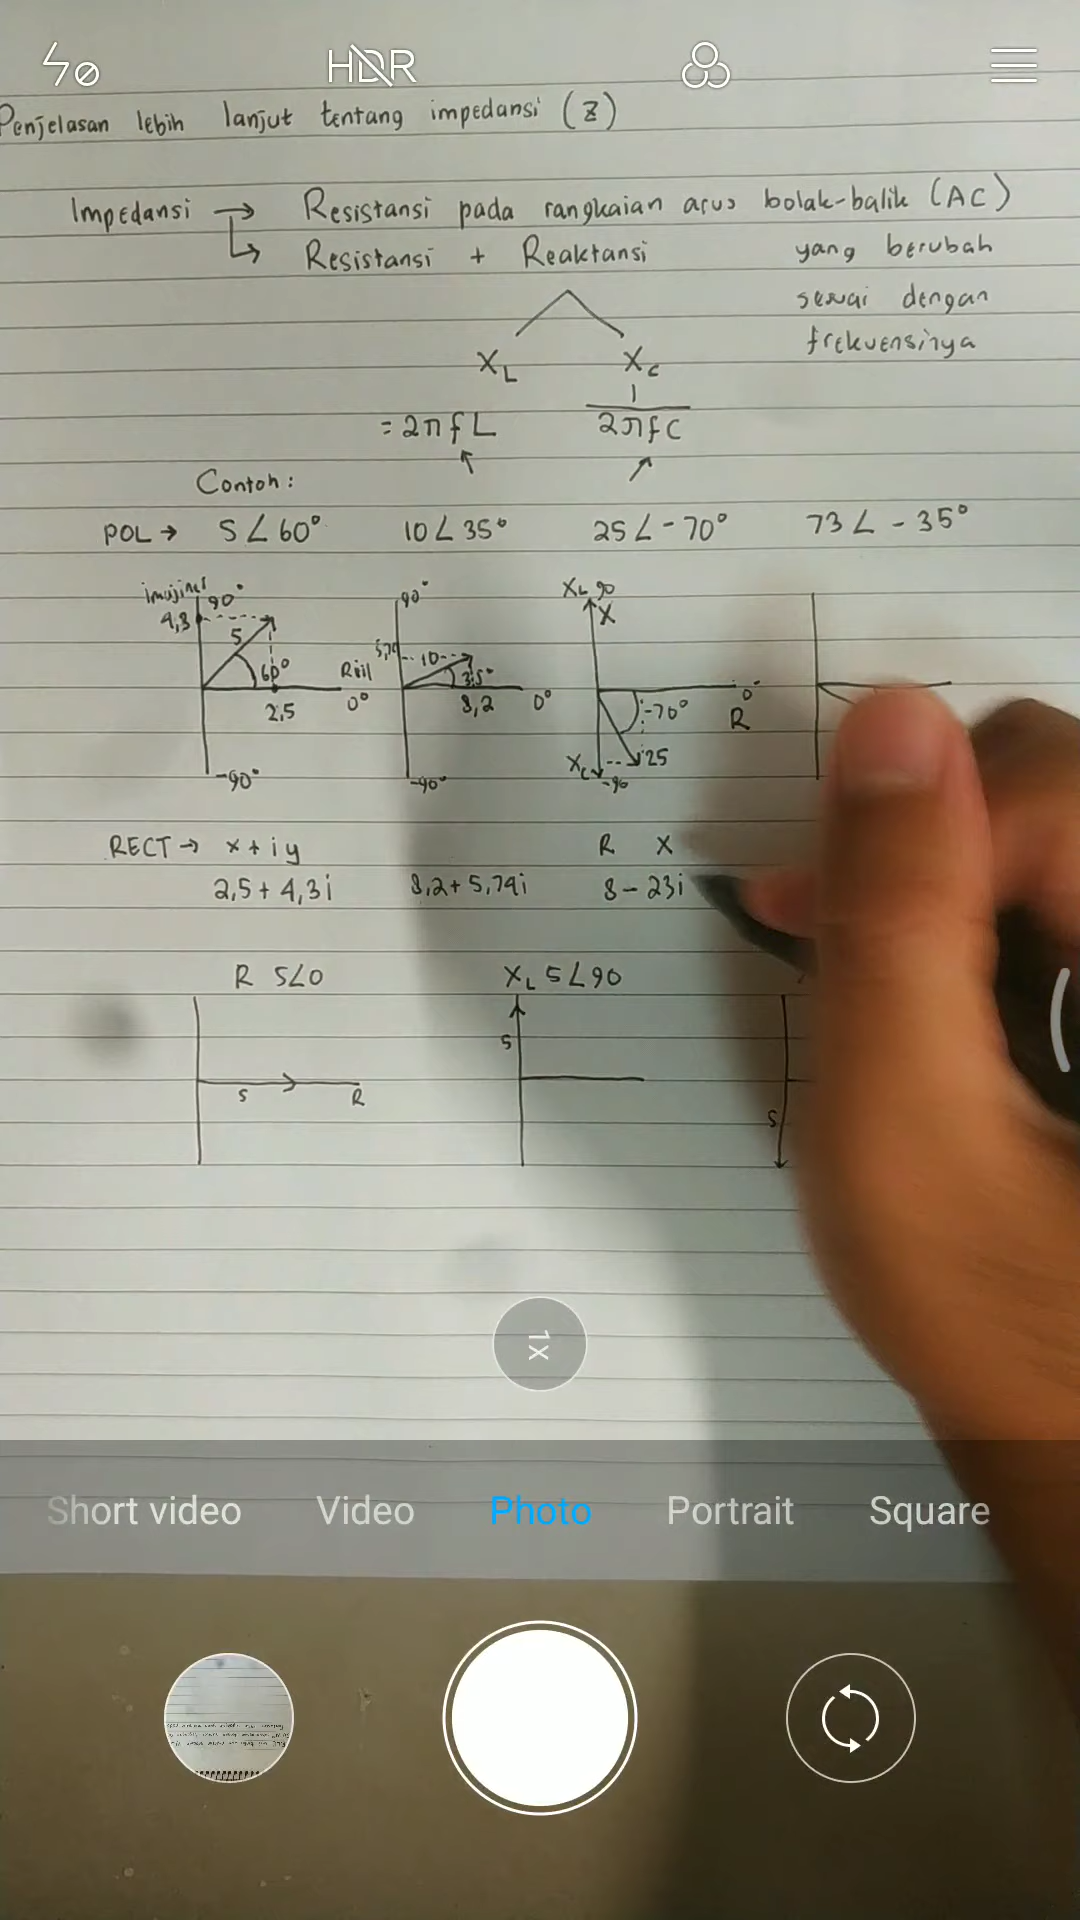 HDR
Penjelasan lebih lanjut tentang impedansi (Z)
Impedansi → Resistansi pada rangkaian arus bolak-balik (AC)
↳ Resistansi + Reaktansi yang berubah
sesuai dengan
frekuensinya
XL XC
= 2πfL 1/2πfC
Contoh:
POL → 5∠60° 10∠35° 25∠-70° 73∠-35°
imajiner 90° 4,3 5 60° Riil 0° 2,5 -90°
90° 5,74 10 35° 8,2 0° -90°
XL 90 X -70° 0° R 25 XC -90
RECT → x + iy R X
2,5 + 4,3i 8,2 + 5,74i 8 - 23i
R 5∠0 XL 5∠90
5 R 5 5
1X
Short video Video Photo Portrait Square